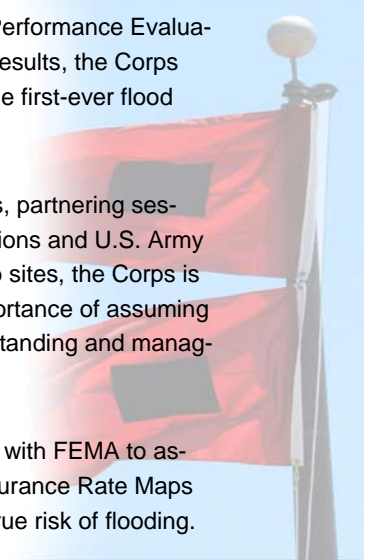 Performance Evalua-
esults, the Corps
e first-ever flood
s, partnering ses-
ions and U.S. Army
sites, the Corps is
ortance of assuming
tanding and manag-
with FEMA to as-
urance Rate Maps
rue risk of flooding.